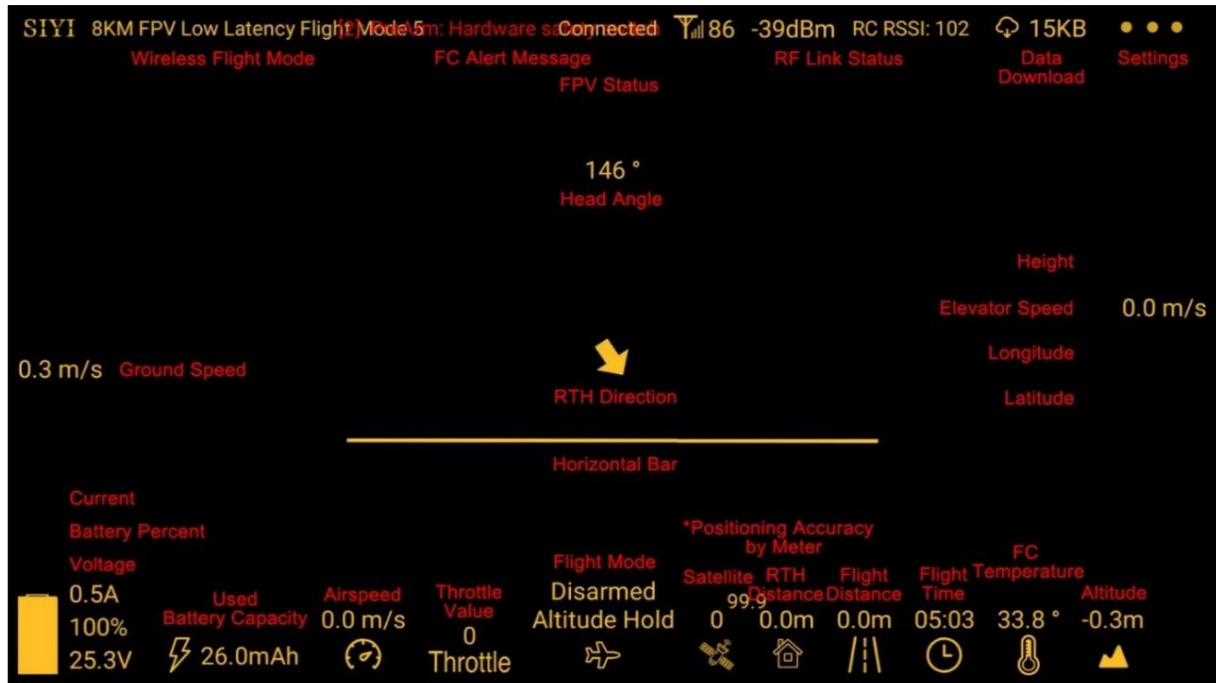 SIYI 8KM FPV Low Latency Flight Mode 5 Connected 86 -39dBm RC RSSI: 102 15KB
Wireless Flight Mode FC Alert Message RF Link Status Data Download Settings
FPV Status
146 °
Head Angle
Height
Elevator Speed 0.0 m/s
0.3 m/s Ground Speed
Longitude
RTH Direction
Latitude
Horizontal Bar
Current
Battery Percent
Voltage
0.5A
100%
25.3V
Used
Battery Capacity
26.0mAh
Airspeed
0.0 m/s
Throttle
Value
0
Throttle
Flight Mode
Disarmed
Altitude Hold
*Positioning Accuracy
by Meter
Satellite
99.9
0
RTH
Distance
0.0m
Flight
Distance
0.0m
Flight
Time
05:03
FC
Temperature
33.8 °
Altitude
-0.3m